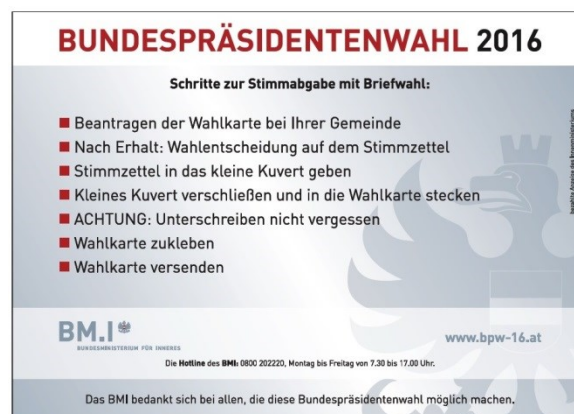 BUNDESPRÄSIDENTENWAHL 2016
Schritte zur Stimmabgabe mit Briefwahl:
Beantragen der Wahlkarte bei Ihrer Gemeinde
Nach Erhalt: Wahlentscheidung auf dem Stimmzettel
Stimmzettel in das kleine Kuvert geben
Kleines Kuvert verschließen und in die Wahlkarte stecken
ACHTUNG: Unterschreiben nicht vergessen
Wahlkarte zukleben
Wahlkarte versenden
bezahlte Anzeige des Innenministeriums
BM.I
BUNDESMINISTERIUM FÜR INNERES
www.bpw-16.at
Die Hotline des BMI: 0800 202220, Montag bis Freitag von 7.30 bis 17.00 Uhr.
Das BMI bedankt sich bei allen, die diese Bundespräsidentenwahl möglich machen.